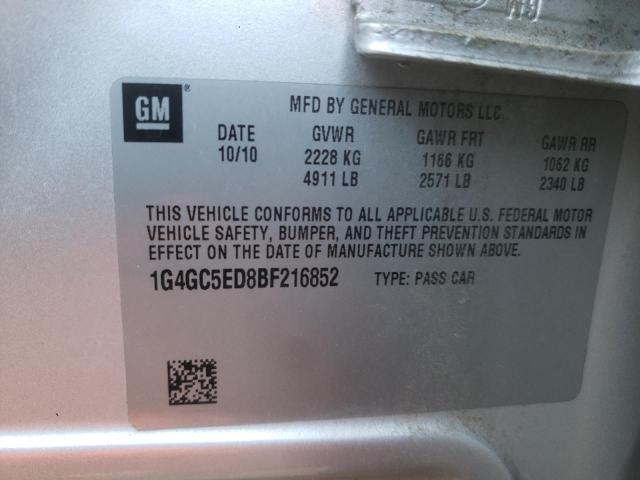 GM ®
MFD BY GENERAL MOTORS LLC
DATE GVWR GAWR FRT GAWR RR
10/10 2228 KG 1166 KG 1062 KG
4911 LB 2571 LB 2340 LB
THIS VEHICLE CONFORMS TO ALL APPLICABLE U.S. FEDERAL MOTOR
VEHICLE SAFETY, BUMPER, AND THEFT PREVENTION STANDARDS IN
EFFECT ON THE DATE OF MANUFACTURE SHOWN ABOVE.
1G4GC5ED8BF216852 TYPE: PASS CAR